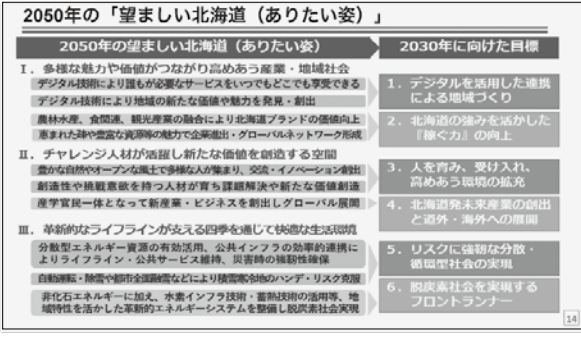 2050年の「望ましい北海道（ありたい姿）」
2050年の望ましい北海道（ありたい姿）
2030年に向けた目標
Ⅰ．多様な魅力や価値がつながり高めあう産業・地域社会
デジタル技術により誰もが必要なサービスをいつでもどこでも享受できる
デジタル技術により地域の新たな価値や魅力を発見・創出
農林水産、食関連、観光産業の融合により北海道ブランドの価値向上
恵まれた環境や豊富な資源等の魅力で企業進出・グローバルネットワーク形成
1．デジタルを活用した連携
による地域づくり
2．北海道の強みを活かした
『稼ぐ力』の向上
Ⅱ．チャレンジ人材が活躍し新たな価値を創造する空間
豊かな自然やオープンな風土で多様な人が集まり、交流・イノベーション創出
創造性や挑戦意欲を持つ人材が育ち課題解決や新たな価値創造
産学官民一体となって新産業・ビジネスを創出しグローバル展開
3．人を育み、受け入れ、
高めあう環境の拡充
4．北海道発未来産業の創出
と道外・海外への展開
Ⅲ．革新的なライフラインが支える四季を通じて快適な生活環境
分散型エネルギー資源の有効活用、公共インフラの効率的連携に
よりライフライン・公共サービス維持、災害時の強靭性確保
自動運転・除雪や都市全面融雪などにより積雪寒冷地のハンデ・リスク克服
非化石エネルギーに加え、水素インフラ技術・蓄熱技術の活用等、地
域特性を活かした革新的エネルギーシステムを整備し脱炭素社会実現
5．リスクに強靭な分散・
循環型社会の実現
6．脱炭素社会を実現する
フロントランナー
14